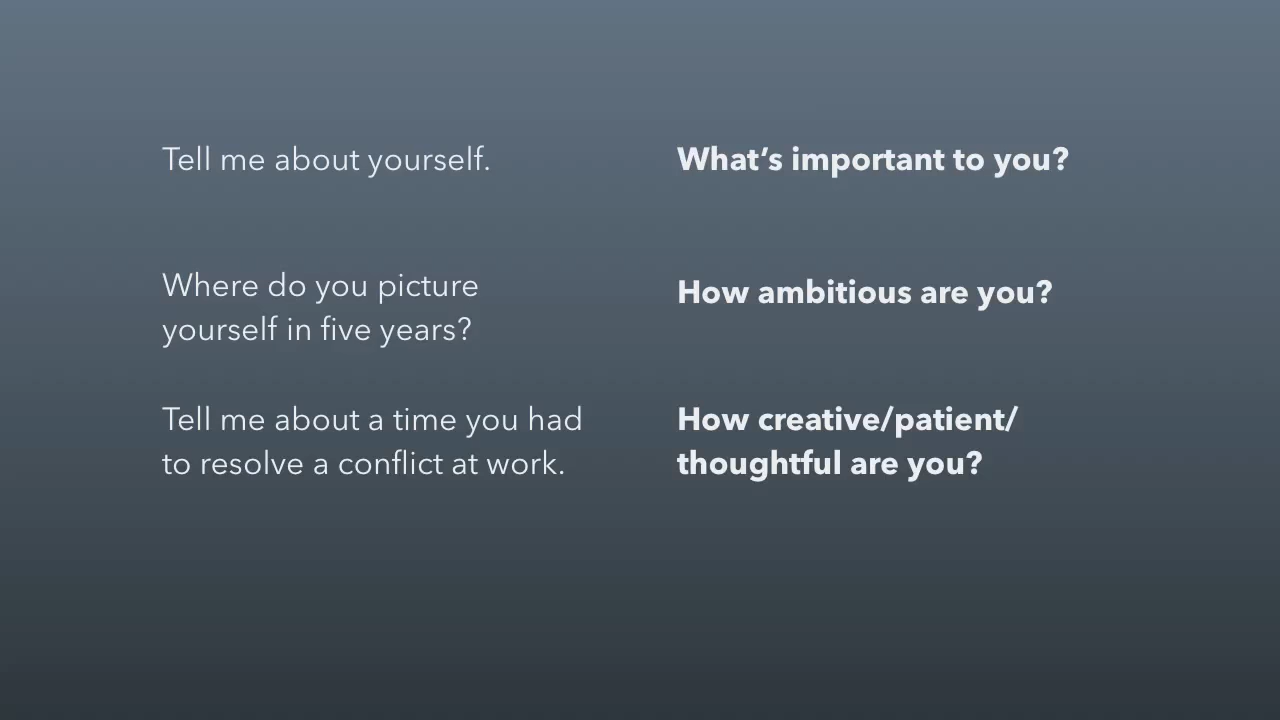 Tell me about yourself.
What’s important to you?
Where do you picture
yourself in five years?
How ambitious are you?
Tell me about a time you had
to resolve a conflict at work.
How creative/patient/
thoughtful are you?